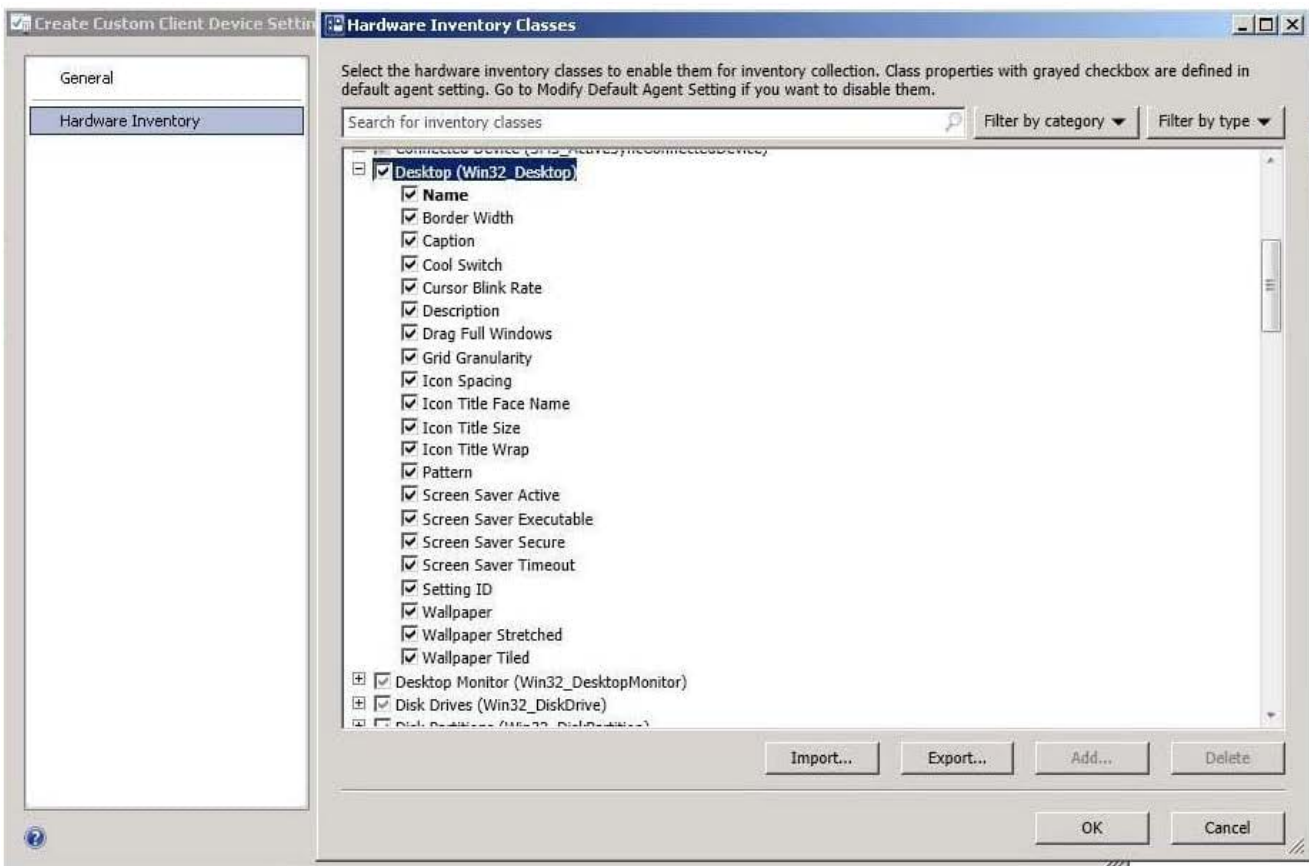 Create Custom Client Device Settin
Hardware Inventory Classes
General
Hardware Inventory
Select the hardware inventory classes to enable them for inventory collection. Class properties with grayed checkbox are defined in
default agent setting. Go to Modify Default Agent Setting if you want to disable them.
Search for inventory classes
Filter by category
Filter by type
Connected Device (SMS_ActiveSyncConnectedDevice)
Desktop (Win32_Desktop)
Name
Border Width
Caption
Cool Switch
Cursor Blink Rate
Description
Drag Full Windows
Grid Granularity
Icon Spacing
Icon Title Face Name
Icon Title Size
Icon Title Wrap
Pattern
Screen Saver Active
Screen Saver Executable
Screen Saver Secure
Screen Saver Timeout
Setting ID
Wallpaper
Wallpaper Stretched
Wallpaper Tiled
Desktop Monitor (Win32_DesktopMonitor)
Disk Drives (Win32_DiskDrive)
Disk Partitions (Win32_DiskPartition)
Import...
Export...
Add...
Delete
OK
Cancel